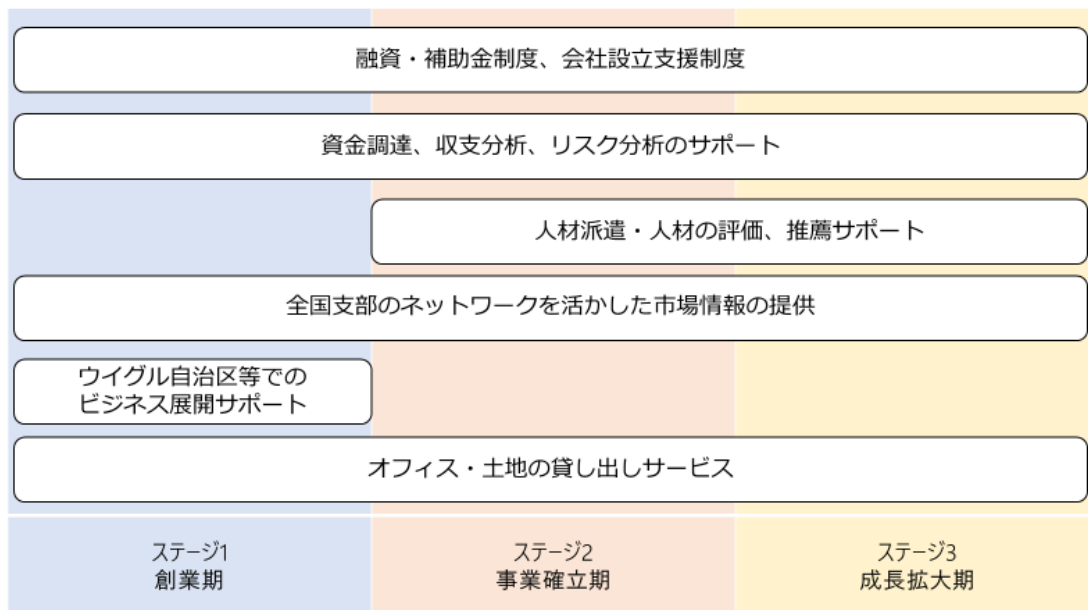 融資・補助金制度、会社設立支援制度
資金調達、収支分析、リスク分析のサポート
人材派遣・人材の評価、推薦サポート
全国支部のネットワークを活かした市場情報の提供
ウイグル自治区等での
ビジネス展開サポート
オフィス・土地の貸し出しサービス
ステージ1
創業期
ステージ2
事業確立期
ステージ3
成長拡大期